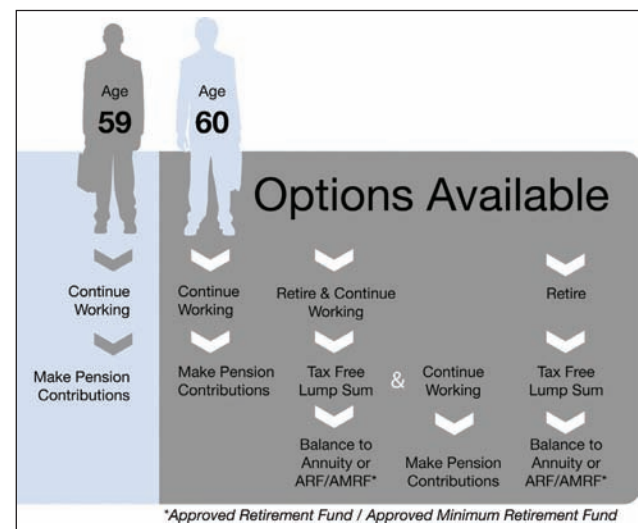 Age
59
Age
60
Options Available
Continue
Working
Make Pension
Contributions
Continue
Working
Make Pension
Contributions
Retire & Continue
Working
Tax Free
Lump Sum
Balance to
Annuity or
ARF/AMRF*
&
Continue
Working
Make Pension
Contributions
Retire
Tax Free
Lump Sum
Balance to
Annuity or
ARF/AMRF*
*Approved Retirement Fund / Approved Minimum Retirement Fund